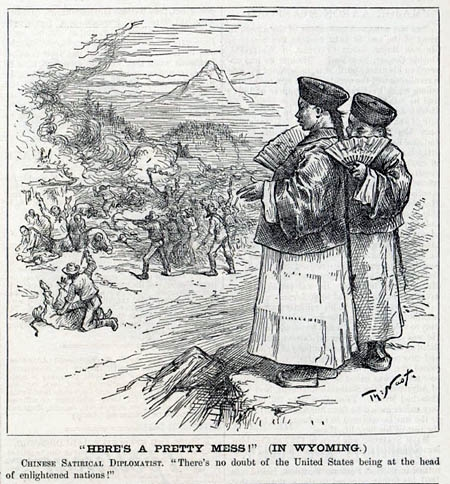 Th: Nast.
"HERE'S A PRETTY MESS!" (IN WYOMING.)
CHINESE SATIRICAL DIPLOMATIST. "There's no doubt of the United States being at the head
of enlightened nations!"